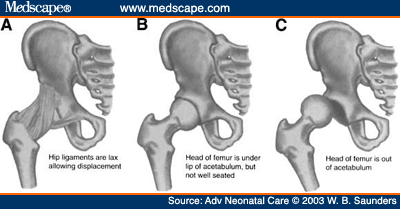 Medscape® www.medscape.com
A B C
Hip ligaments are lax
allowing displacement
Head of femur is under
lip of acetabulum, but
not well seated
Head of femur is out
of acetabulum
Source: Adv Neonatal Care © 2003 W. B. Saunders